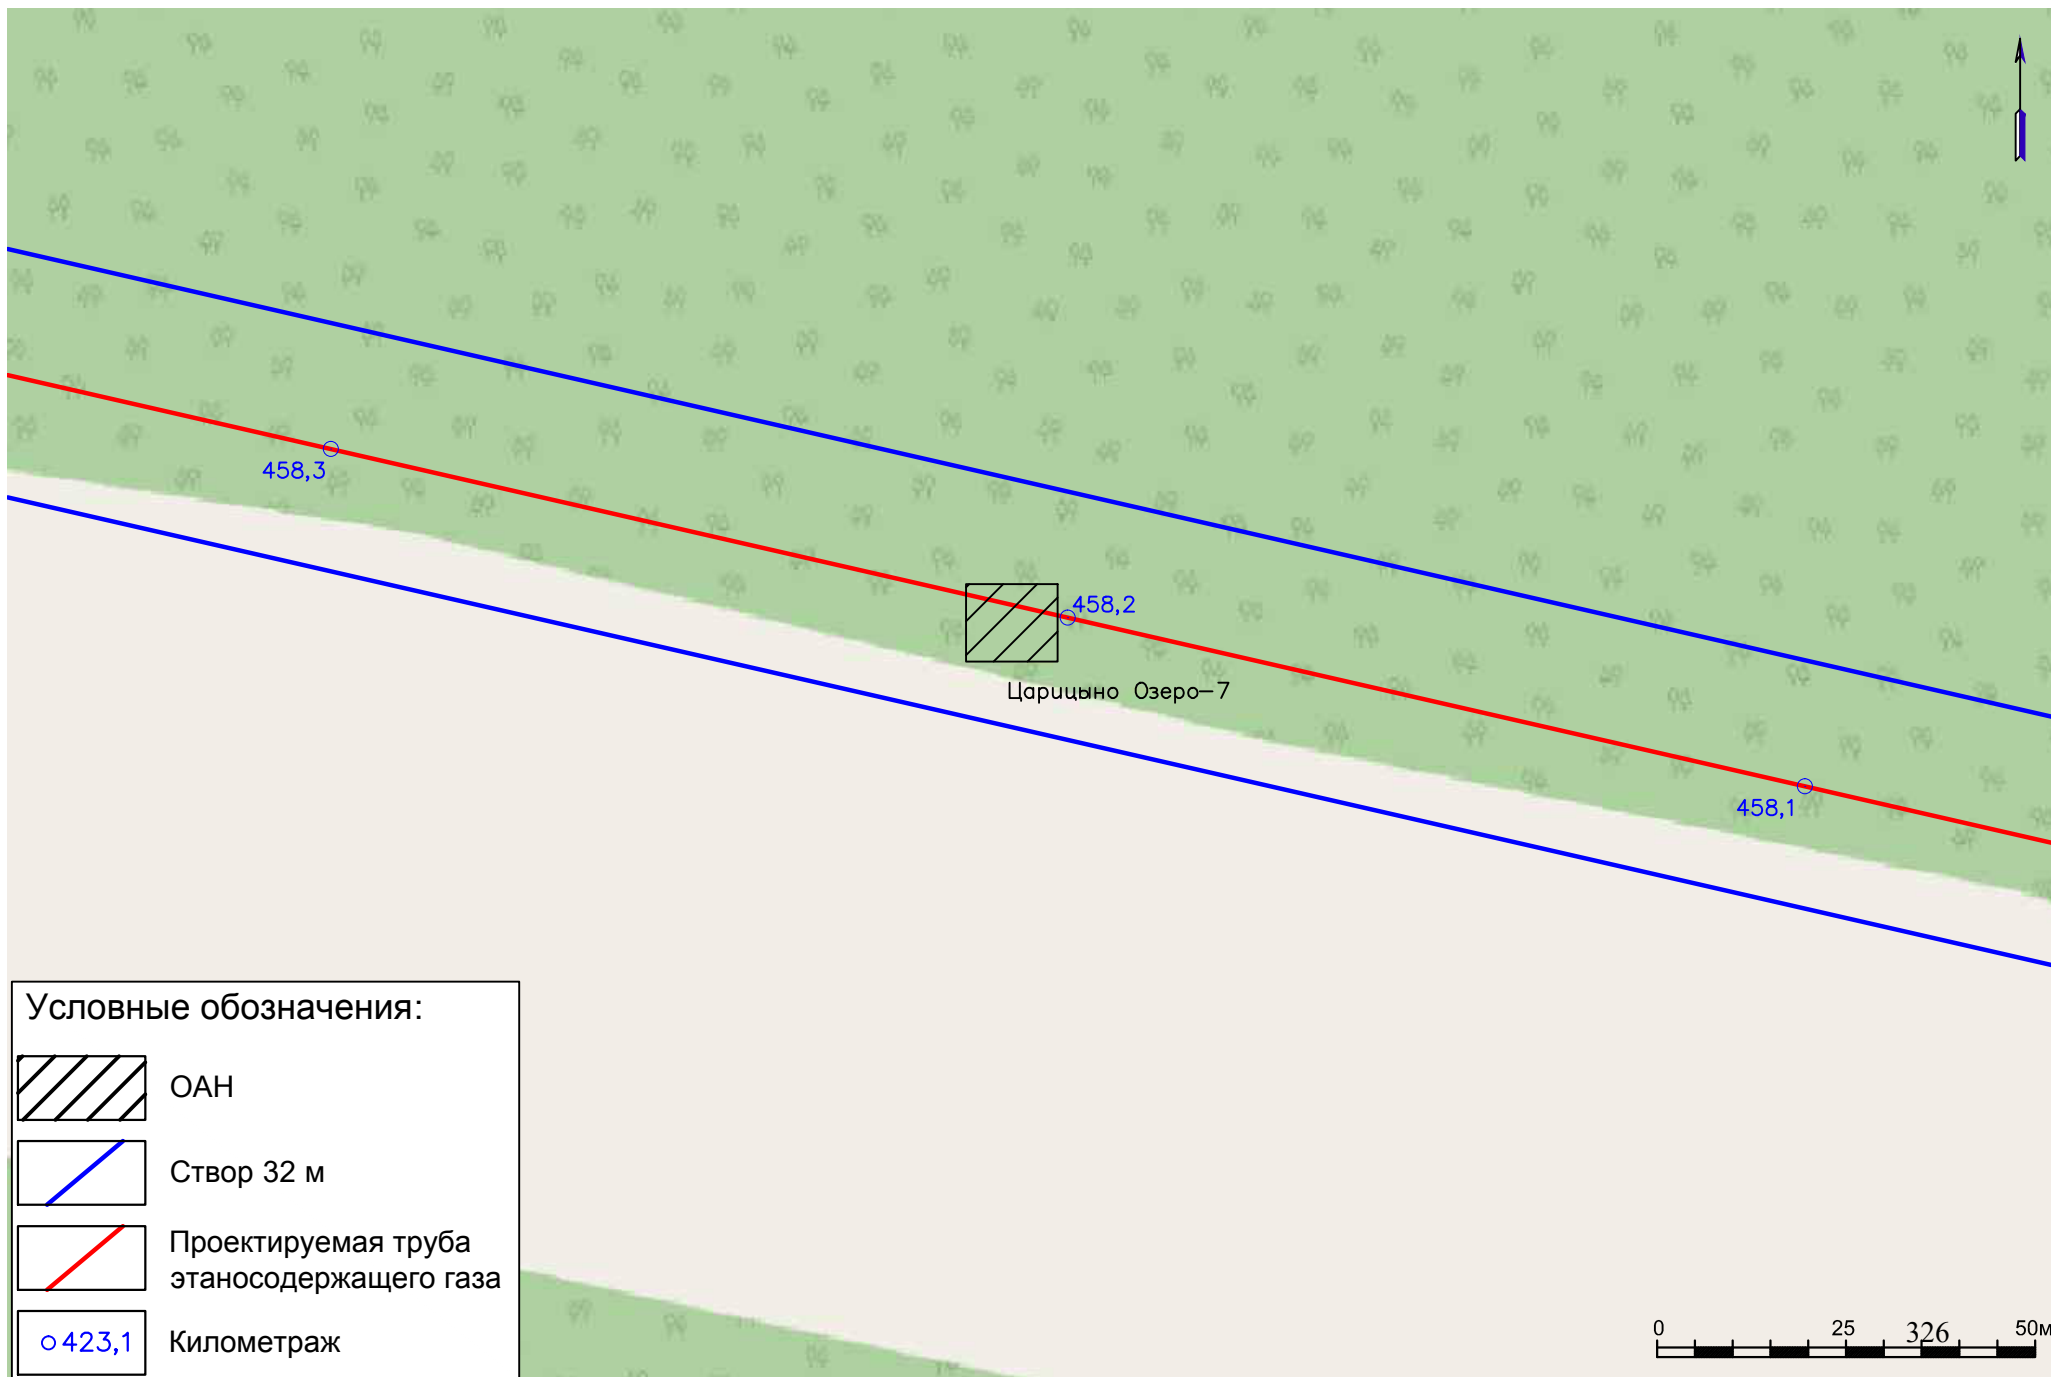 458,3
458,2
Царицыно Озеро-7
458,1
Условные обозначения:
ОАН
Створ 32 м
Проектируемая труба
этаносодержащего газа
423,1 Километраж
0 25 326 50м